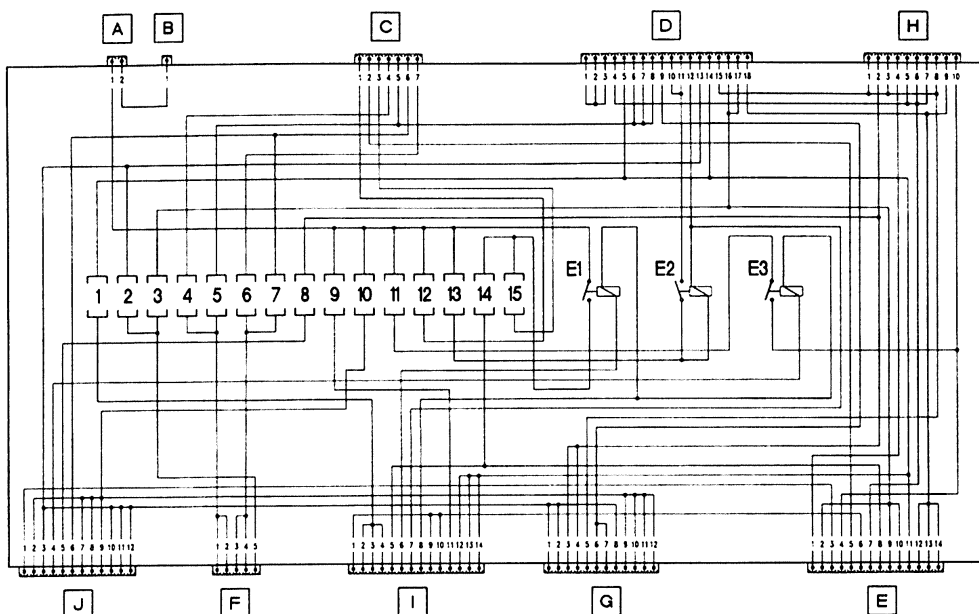 A B C D H
1 2 1 1 2 3 4 5 6 7 1 2 3 4 5 6 7 8 9 10 11 12 13 14 15 16 17 18 1 2 3 4 5 6 7 8 9 10
E1 E2 E3
1 2 3 4 5 6 7 8 9 10 11 12 13 14 15
1 2 3 4 5 6 7 8 9 10 11 12 1 2 3 4 5 1 2 3 4 5 6 7 8 9 10 11 12 13 14 1 2 3 4 5 6 7 8 9 10 11 12 1 2 3 4 5 6 7 8 9 10 11 12 13 14
J F I G E